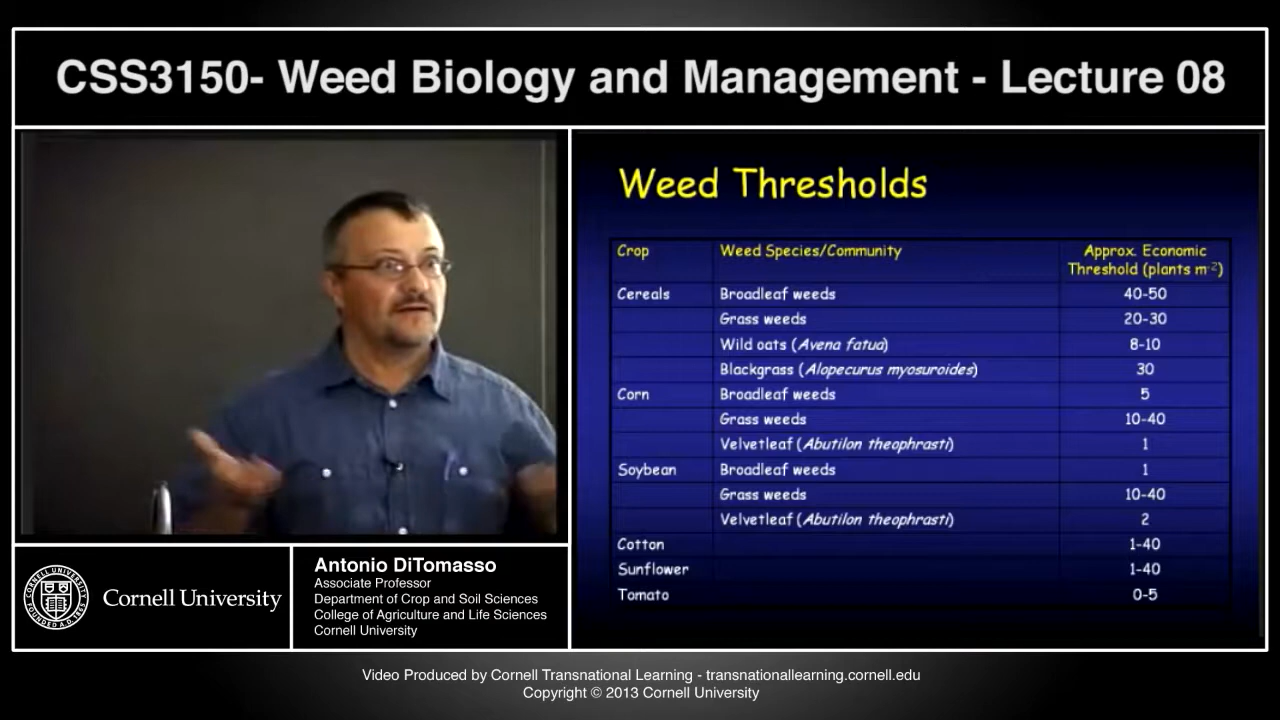 CSS3150- Weed Biology and Management - Lecture 08
Weed Thresholds
Crop Weed Species/Community Approx. Economic Threshold (plants m-2)
Cereals Broadleaf weeds 40-50
Grass weeds 20-30
Wild oats (Avena fatua) 8-10
Blackgrass (Alopecurus myosuroides) 30
Corn Broadleaf weeds 5
Grass weeds 10-40
Velvetleaf (Abutilon theophrasti) 1
Soybean Broadleaf weeds 1
Grass weeds 10-40
Velvetleaf (Abutilon theophrasti) 2
Cotton 1-40
Sunflower 1-40
Tomato 0-5
Cornell University
Antonio DiTomasso
Associate Professor
Department of Crop and Soil Sciences
College of Agriculture and Life Sciences
Cornell University
Video Produced by Cornell Transnational Learning - transnationallearning.cornell.edu
Copyright © 2013 Cornell University